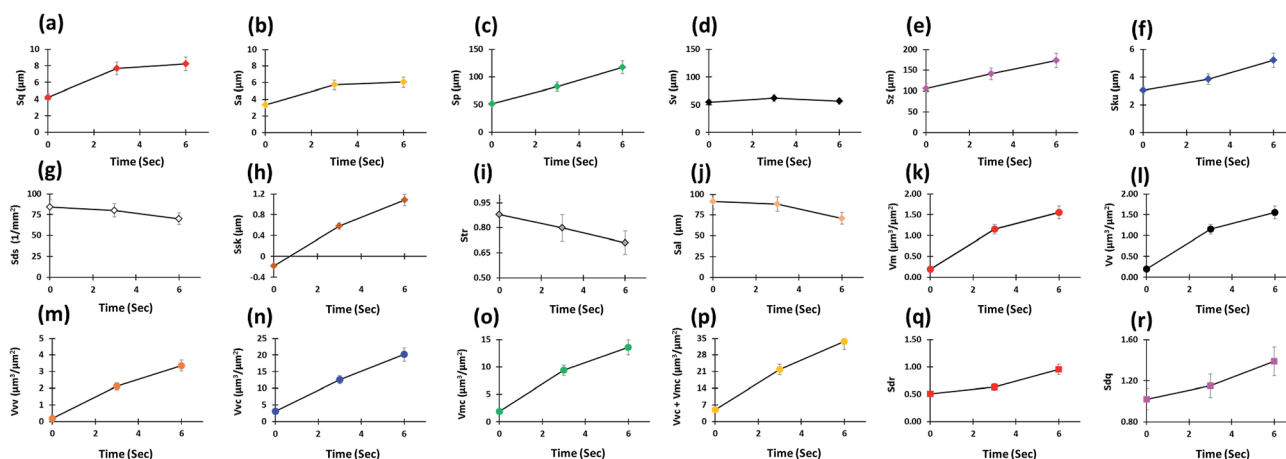 (a)
Sq (µm)
10
8
6
4
2
0
0 2 4 6
Time (Sec)
(b)
Sa (µm)
10
8
6
4
2
0
0 2 4 6
Time (Sec)
(c)
Sp (µm)
150
100
50
0
0 2 4 6
Time (Sec)
(d)
Sv (µm)
150
100
50
0
0 2 4 6
Time (Sec)
(e)
Sz (µm)
200
150
100
50
0
0 2 4 6
Time (Sec)
(f)
Sku (µm)
6
4
2
0
0 2 4 6
Time (Sec)
(g)
Sds (1/mm²)
100
75
50
25
0
0 2 4 6
Time (Sec)
(h)
Ssk (µm)
1.2
0.8
0.4
0
-0.4
0 2 4 6
Time (Sec)
(i)
Str
0.95
0.80
0.65
0.50
0 2 4 6
Time (Sec)
(j)
Sal (µm)
100
75
50
25
0
0 2 4 6
Time (Sec)
(k)
Vm (µm³/µm²)
2.00
1.50
1.00
0.50
0.00
0 2 4 6
Time (Sec)
(l)
Vv (µm³/µm²)
2.00
1.50
1.00
0.50
0.00
0 2 4 6
Time (Sec)
(m)
Vvv (µm³/µm²)
5
4
3
2
1
0
0 2 4 6
Time (Sec)
(n)
Vvc (µm³/µm²)
25
20
15
10
5
0
0 2 4 6
Time (Sec)
(o)
Vmc (µm³/µm²)
15
10
5
0
0 2 4 6
Time (Sec)
(p)
Vvc + Vmc (µm³/µm²)
35
28
21
14
7
0
0 2 4 6
Time (Sec)
(q)
Sdr
1.50
1.00
0.50
0.00
0 2 4 6
Time (Sec)
(r)
Sdq
1.60
1.20
0.80
0 2 4 6
Time (Sec)